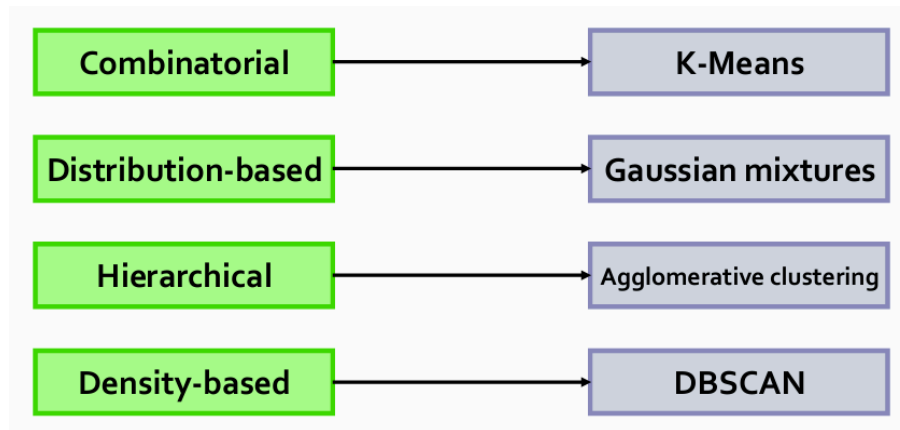 Combinatorial
K-Means
Distribution-based
Gaussian mixtures
Hierarchical
Agglomerative clustering
Density-based
DBSCAN